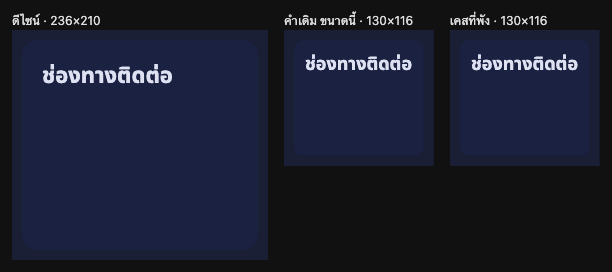 ดีไซน์ · 236×210
คำเดิม ขนาดนี้ · 130×116
เคสที่พัง · 130×116
ช่องทางติดต่อ
ช่องทางติดต่อ
ช่องทางติดต่อ